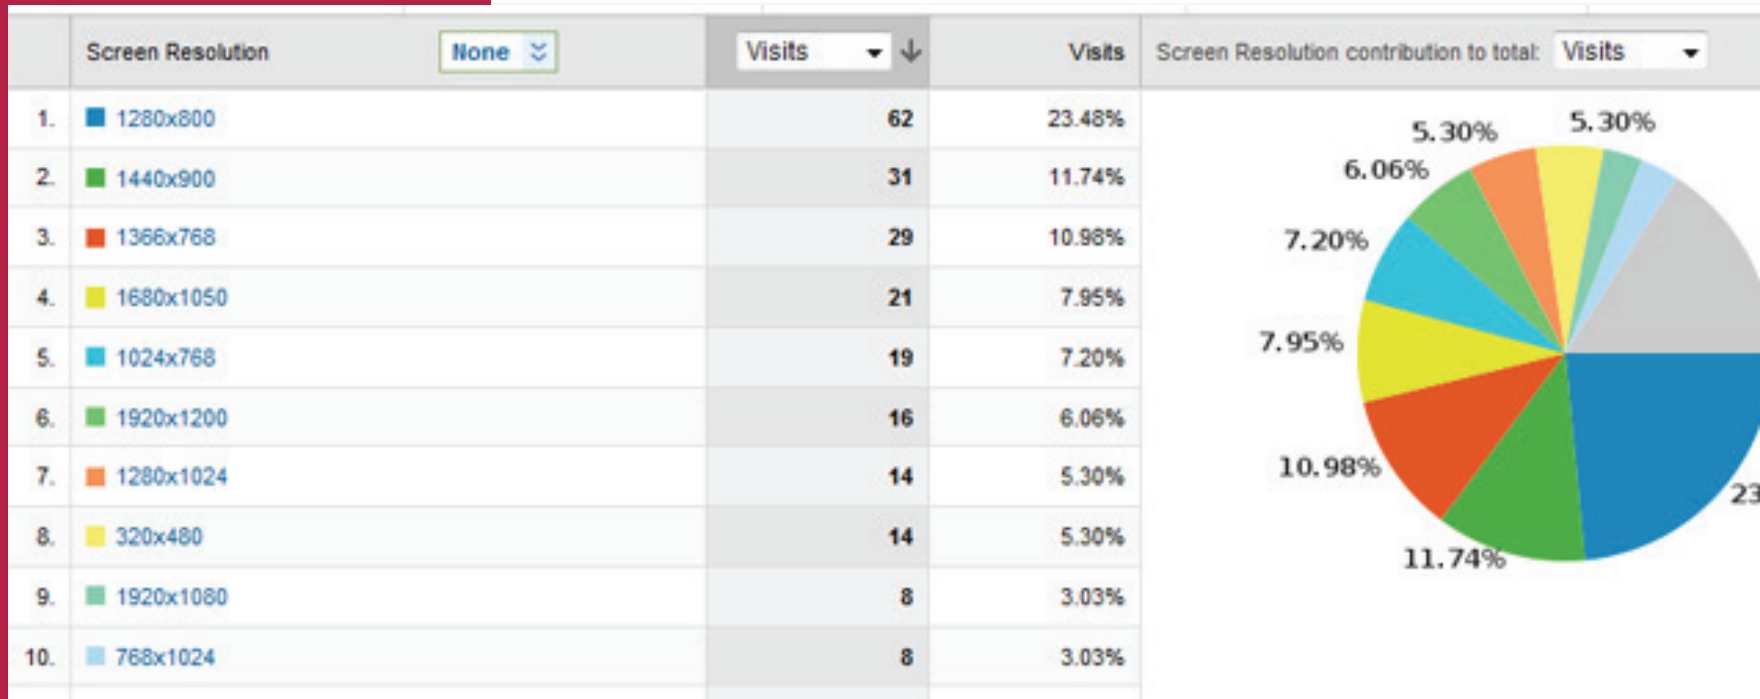 Screen Resolution None Visits Visits Screen Resolution contribution to total: Visits
1. 1280x800 62 23.48%
2. 1440x900 31 11.74%
3. 1366x768 29 10.98%
4. 1680x1050 21 7.95%
5. 1024x768 19 7.20%
6. 1920x1200 16 6.06%
7. 1280x1024 14 5.30%
8. 320x480 14 5.30%
9. 1920x1080 8 3.03%
10. 768x1024 8 3.03%
5.30%
5.30%
6.06%
7.20%
7.95%
10.98%
23
11.74%